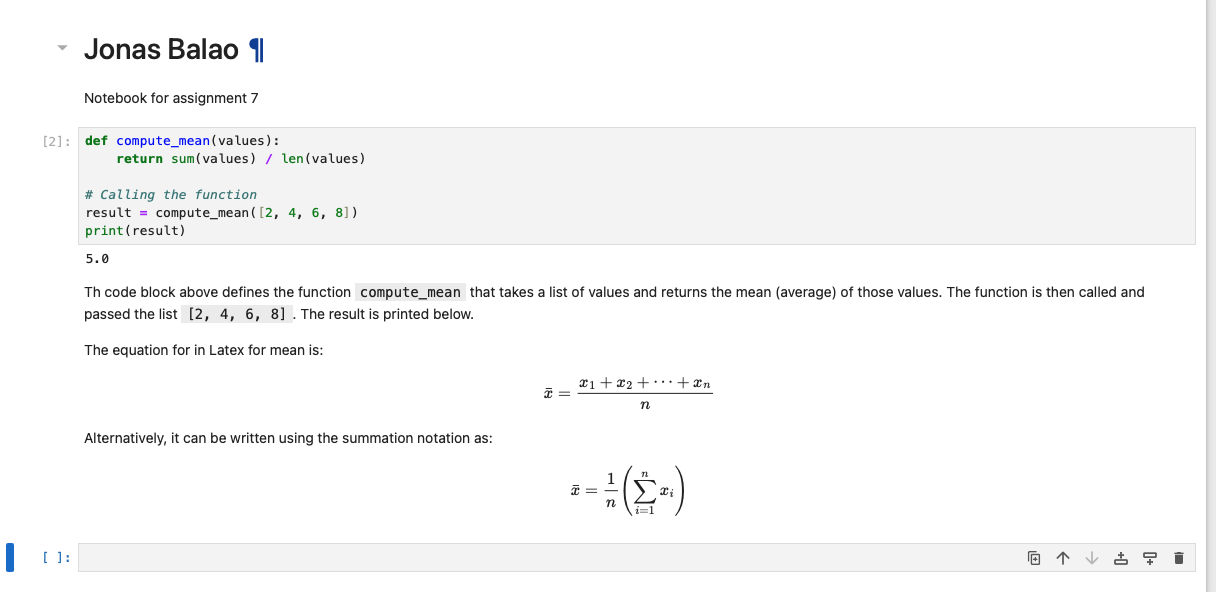 Jonas Balao ¶
Notebook for assignment 7
[2]:
def compute_mean(values):
    return sum(values) / len(values)

# Calling the function
result = compute_mean([2, 4, 6, 8])
print(result)
5.0
Th code block above defines the function compute_mean that takes a list of values and returns the mean (average) of those values. The function is then called and
passed the list [2, 4, 6, 8] . The result is printed below.
The equation for in Latex for mean is:
x̄ = \frac{x_1 + x_2 + ⋯ + x_n}{n}
Alternatively, it can be written using the summation notation as:
x̄ = \frac{1}{n} \left( \sum_{i=1}^{n} x_i \right)
[ ]: